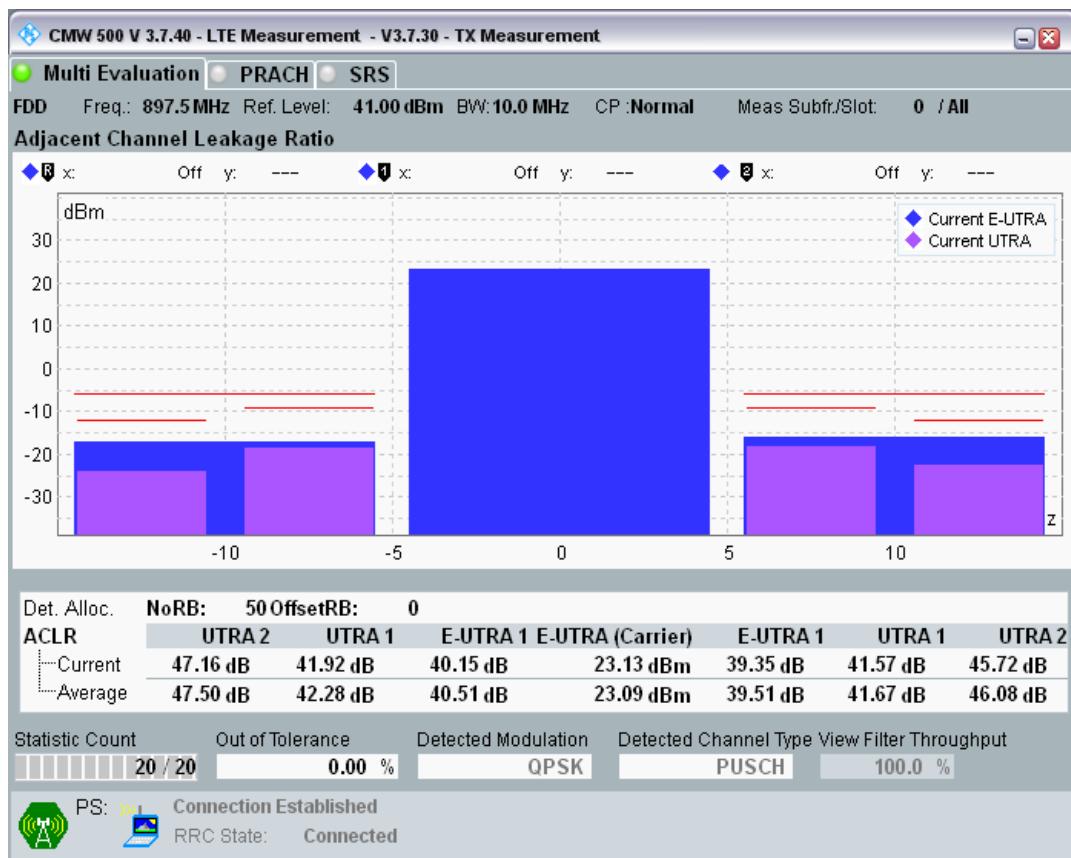 CMW 500 V 3.7.40 - LTE Measurement - V3.7.30 - TX Measurement
Multi Evaluation PRACH SRS
FDD Freq.: 897.5 MHz Ref. Level: 41.00 dBm BW: 10.0 MHz CP :Normal Meas Subfr./Slot: 0 / All
Adjacent Channel Leakage Ratio
R x: Off y: --- 1 x: Off y: --- 2 x: Off y: ---
dBm
Current E-UTRA
Current UTRA
30
20
10
0
-10
-20
-30
z
-10 -5 0 5 10
Det. Alloc. NoRB: 50 OffsetRB: 0
ACLR UTRA 2 UTRA 1 E-UTRA 1 E-UTRA (Carrier) E-UTRA 1 UTRA 1 UTRA 2
Current 47.16 dB 41.92 dB 40.15 dB 23.13 dBm 39.35 dB 41.57 dB 45.72 dB
Average 47.50 dB 42.28 dB 40.51 dB 23.09 dBm 39.51 dB 41.67 dB 46.08 dB
Statistic Count Out of Tolerance Detected Modulation Detected Channel Type View Filter Throughput
20 / 20 0.00 % QPSK PUSCH 100.0 %
PS: Connection Established
RRC State: Connected